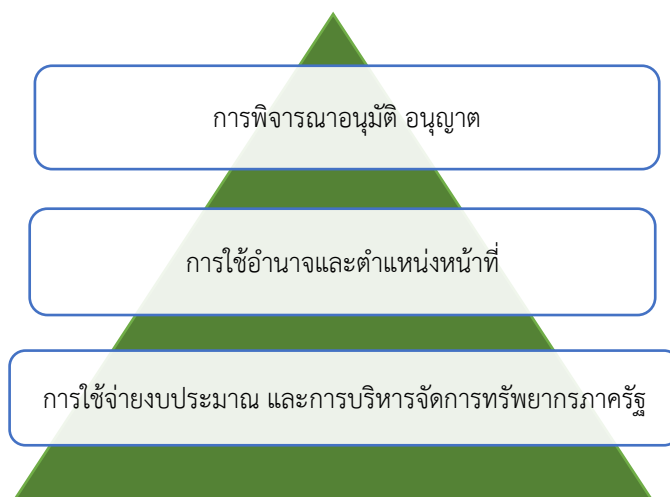 การพิจารณาอนุมัติ อนุญาต
การใช้อำนาจและตำแหน่งหน้าที่
การใช้จ่ายงบประมาณ และการบริหารจัดการทรัพยากรภาครัฐ